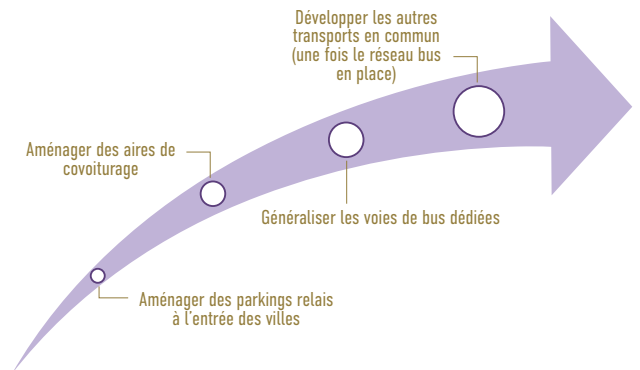 Développer les autres
transports en commun
(une fois le réseau bus
en place)
Aménager des aires de
covoiturage
Généraliser les voies de bus dédiées
Aménager des parkings relais
à l'entrée des villes